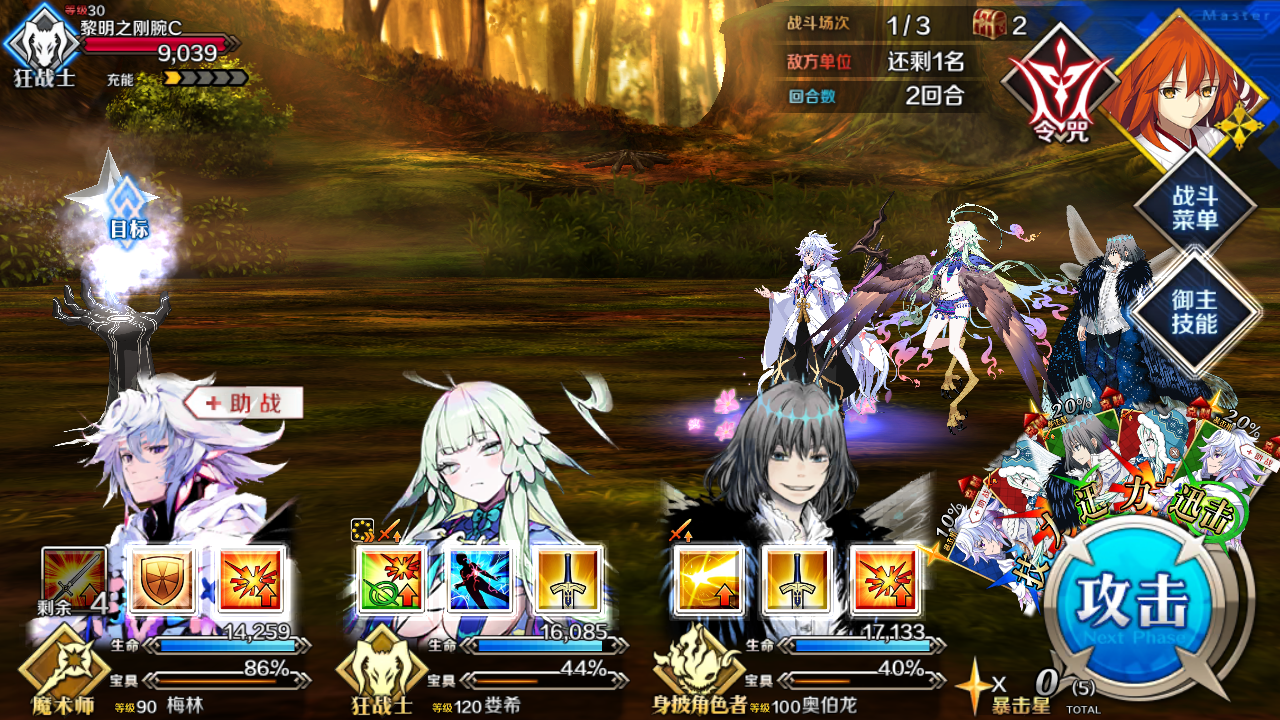 等级30
黎明之刚腕C
9,039
狂战士
充能
战斗场次 1/3
2
敌方单位 还剩1名
回合数 2回合
Master
令咒
战斗
菜单
御主
技能
目标
+助战
20%
20%
10%
+助战
技 力 迅 力 迅击
攻击
Next Phase
剩余 4
生命 14,259
宝具 86%
魔术师 等级90 梅林
生命 16,085
宝具 44%
狂战士 等级120 娄希
生命 17,133
宝具 40%
身披角色者 等级100 奥伯龙
X 0 (5)
暴击星 TOTAL